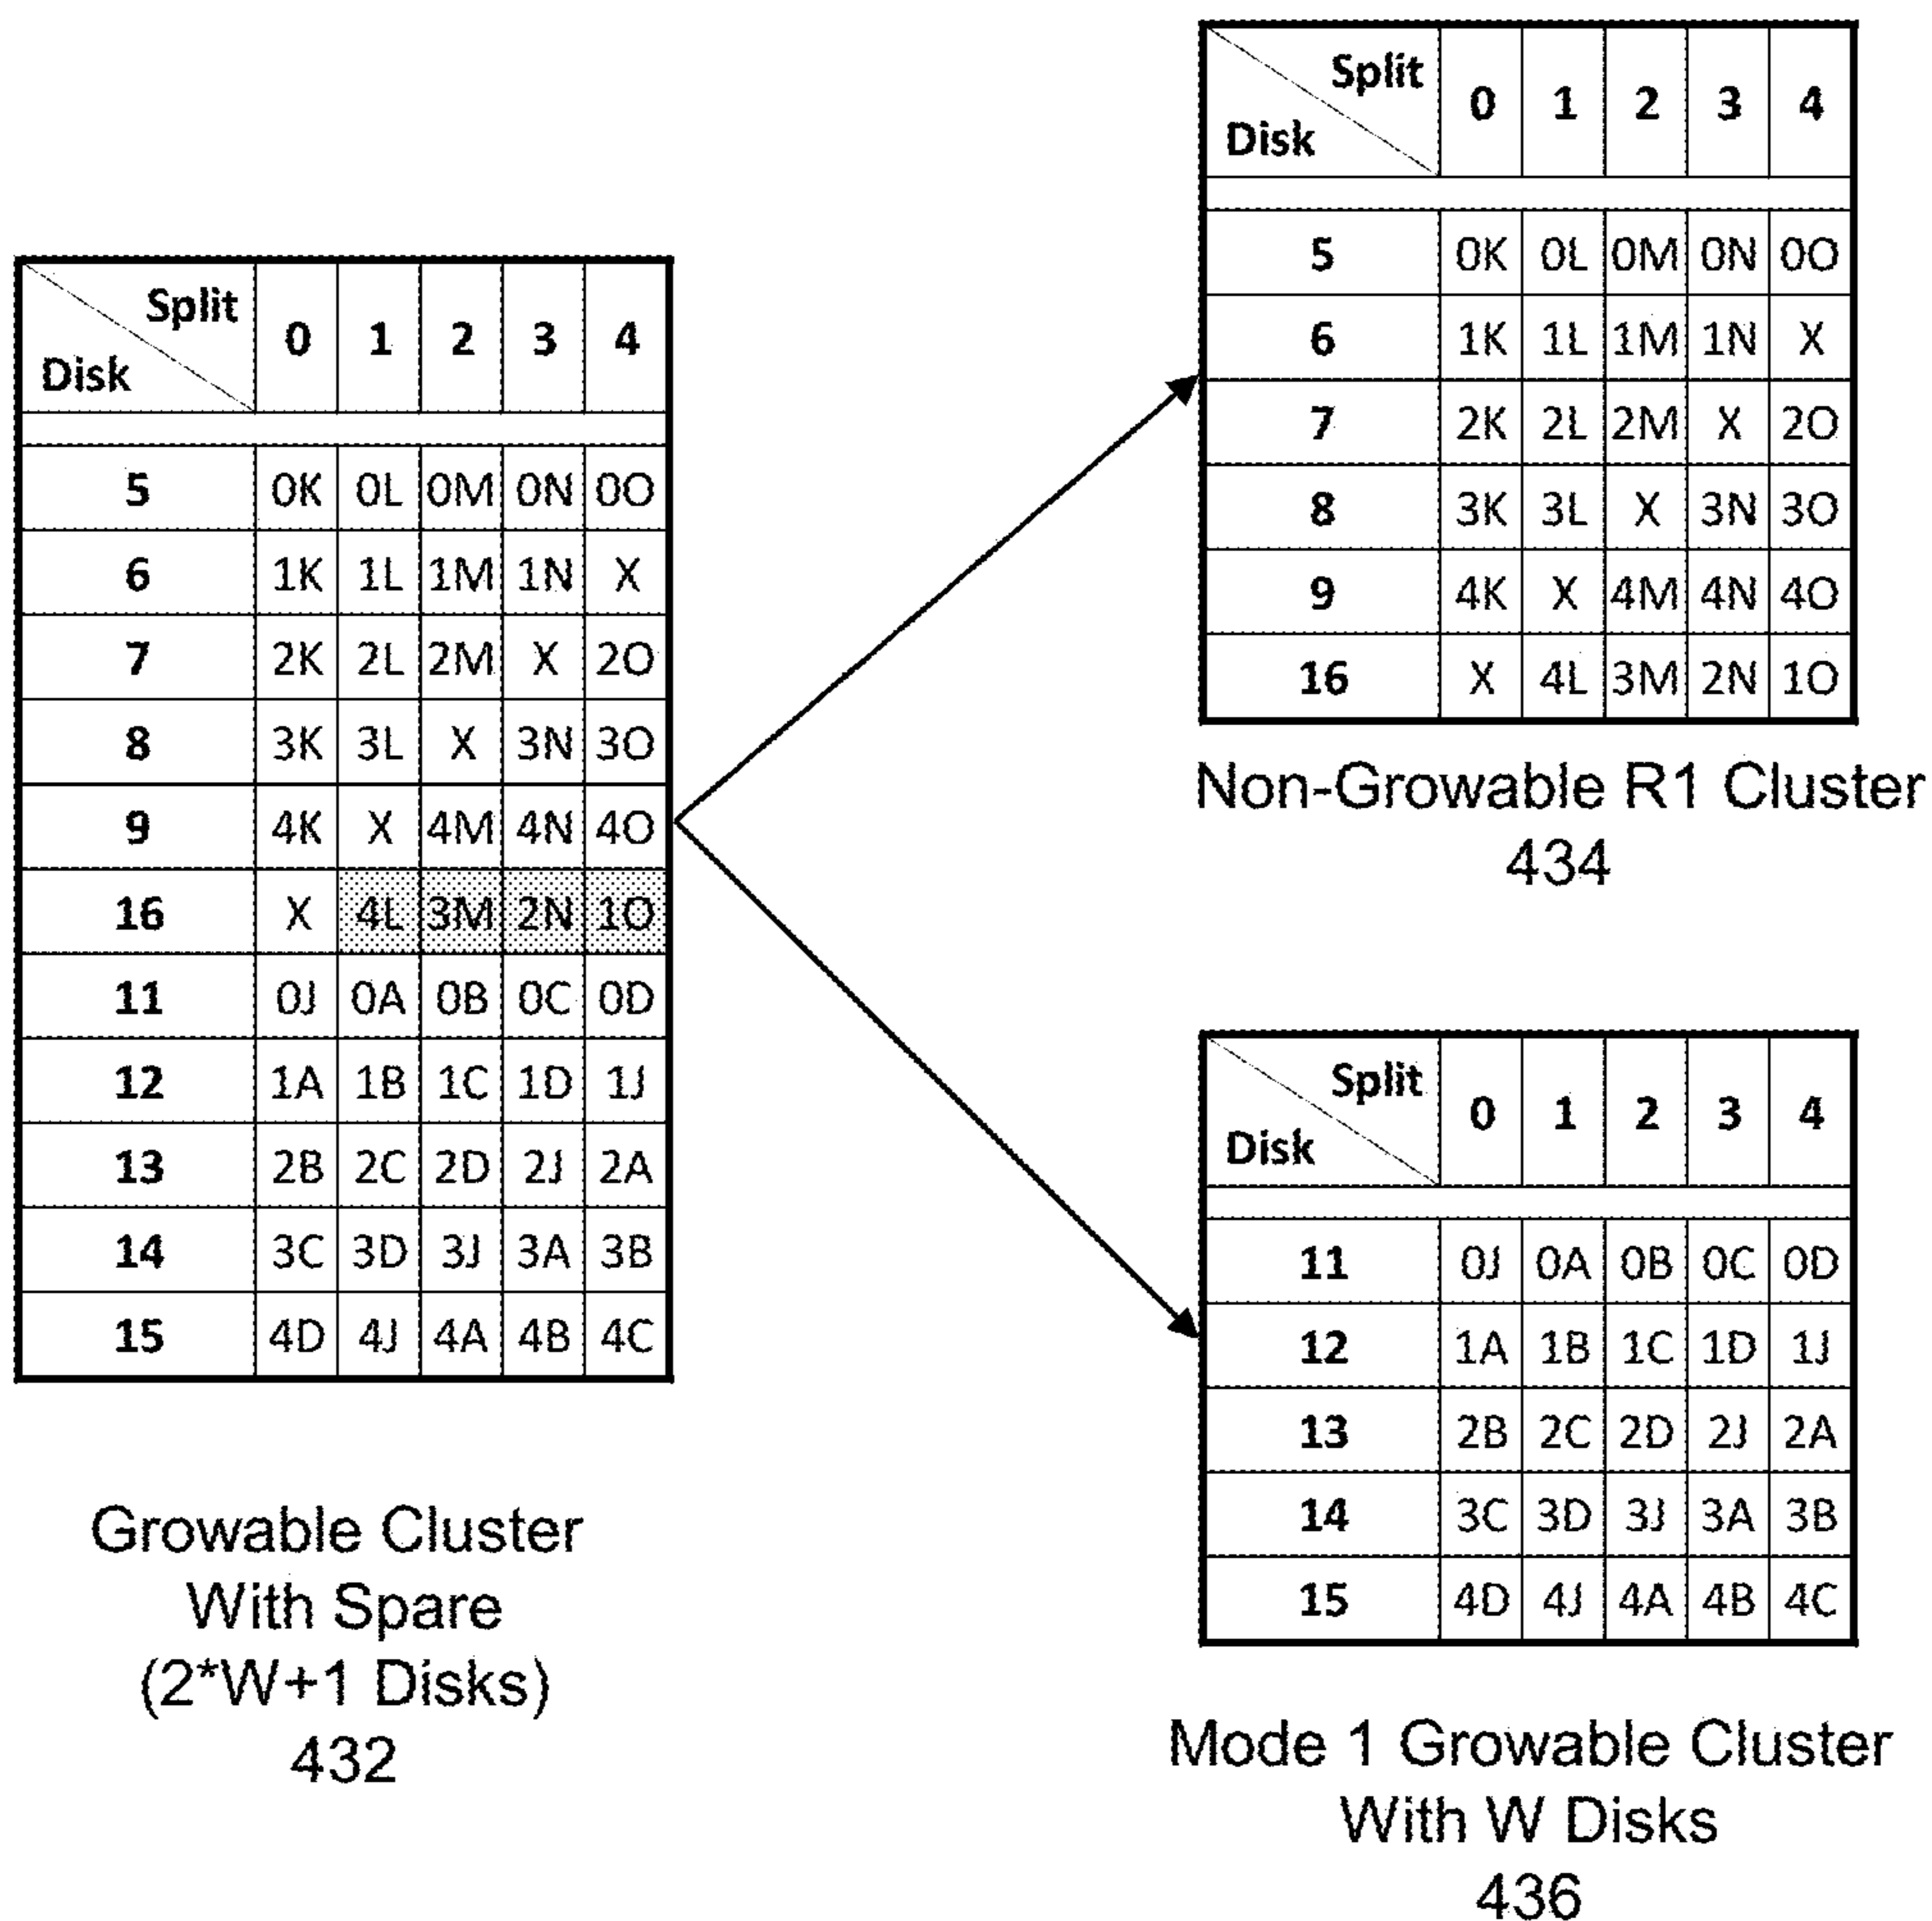 Split
Disk 0 1 2 3 4
5 0K 0L 0M 0N 0O
6 1K 1L 1M 1N X
7 2K 2L 2M X 2O
8 3K 3L X 3N 3O
9 4K X 4M 4N 4O
16 X 4L 3M 2N 1O
11 0J 0A 0B 0C 0D
12 1A 1B 1C 1D 1J
13 2B 2C 2D 2J 2A
14 3C 3D 3J 3A 3B
15 4D 4J 4A 4B 4C
Growable Cluster
With Spare
(2*W+1 Disks)
432
Split
Disk 0 1 2 3 4
5 0K 0L 0M 0N 0O
6 1K 1L 1M 1N X
7 2K 2L 2M X 2O
8 3K 3L X 3N 3O
9 4K X 4M 4N 4O
16 X 4L 3M 2N 1O
Non-Growable R1 Cluster
434
Split
Disk 0 1 2 3 4
11 0J 0A 0B 0C 0D
12 1A 1B 1C 1D 1J
13 2B 2C 2D 2J 2A
14 3C 3D 3J 3A 3B
15 4D 4J 4A 4B 4C
Mode 1 Growable Cluster
With W Disks
436